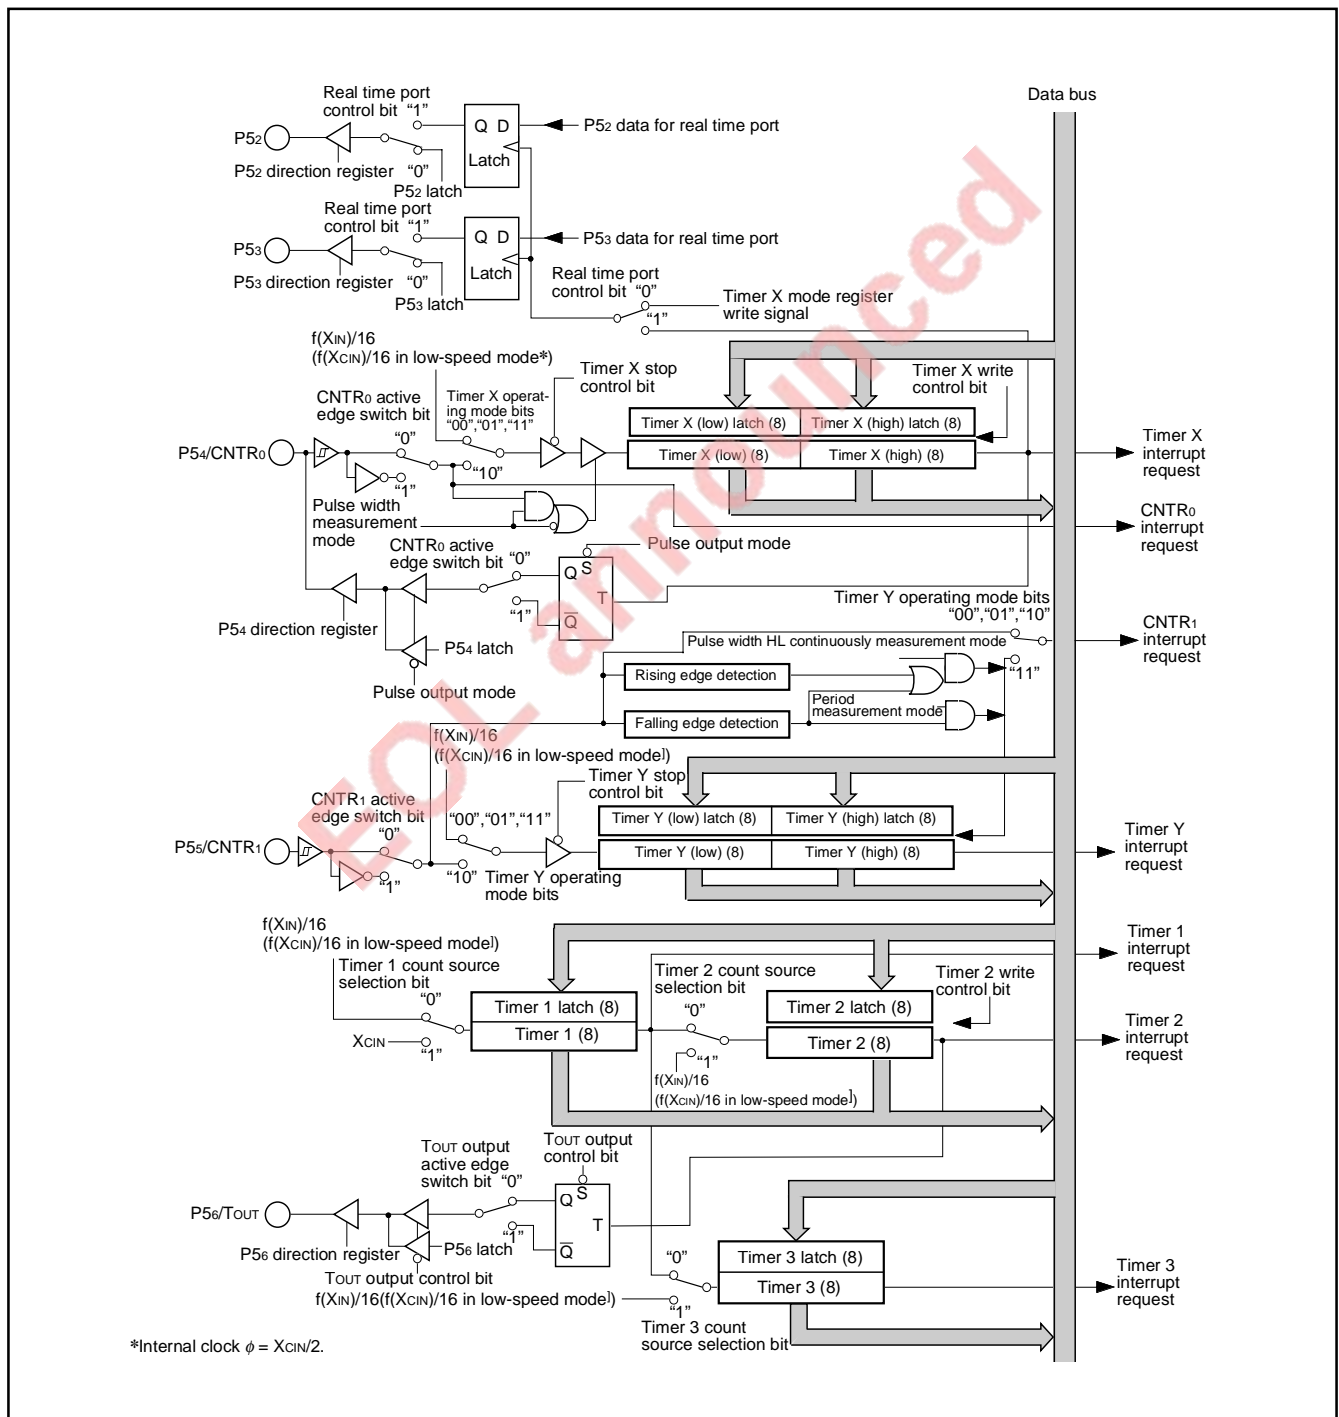 Data bus
Real time port
control bit “1”
Q D
P52 data for real time port
P52
Latch
P52 direction register “0”
P52 latch
Real time port
control bit “1”
Q D
P53 data for real time port
P53
Latch
P53 direction register “0”
P53 latch
Real time port
control bit “0”
Timer X mode register
write signal
“1”
f(XIN)/16
(f(XCIN)/16 in low-speed mode*)
Timer X stop
control bit
Timer X write
control bit
CNTR0 active
edge switch bit
Timer X operat-
ing mode bits
“00”,“01”,“11”
Timer X (low) latch (8)
Timer X (high) latch (8)
“0”
P54/CNTR0
Timer X (low) (8)
Timer X (high) (8)
Timer X
interrupt
request
“10”
“1”
Pulse width
measurement
mode
CNTR0
interrupt
request
CNTR0 active
edge switch bit “0”
Pulse output mode
Q S
T
“1”
Q
P54 direction register
P54 latch
Pulse output mode
Timer Y operating mode bits
“00”,“01”,“10”
CNTR1
interrupt
request
Pulse width HL continuously measurement mode
“11”
Rising edge detection
Period
measurement mode
Falling edge detection
f(XIN)/16
(f(XCIN)/16 in low-speed mode])
Timer Y stop
control bit
CNTR1 active
edge switch bit
“0”
“00”,“01”,“11”
Timer Y (low) latch (8)
Timer Y (high) latch (8)
P55/CNTR1
Timer Y (low) (8)
Timer Y (high) (8)
Timer Y
interrupt
request
“1”
“10”
Timer Y operating
mode bits
f(XIN)/16
(f(XCIN)/16 in low-speed mode])
Timer 1
interrupt
request
Timer 1 count source
selection bit
“0”
Timer 2 count source
selection bit
“0”
Timer 2 write
control bit
Timer 1 latch (8)
Timer 2 latch (8)
Timer 1 (8)
Timer 2 (8)
XCIN
“1”
“1”
Timer 2
interrupt
request
f(XIN)/16
(f(XCIN)/16 in low-speed mode])
TOUT output
active edge
switch bit “0”
TOUT output
control bit
Q S
T
P56/TOUT
“1”
Q
P56 direction register
P56 latch
TOUT output control bit
f(XIN)/16(f(XCIN)/16 in low-speed mode])
“0”
Timer 3 latch (8)
Timer 3 (8)
Timer 3
interrupt
request
“1”
Timer 3 count
source selection bit
*Internal clock ϕ = XCIN/2.
EOL announced